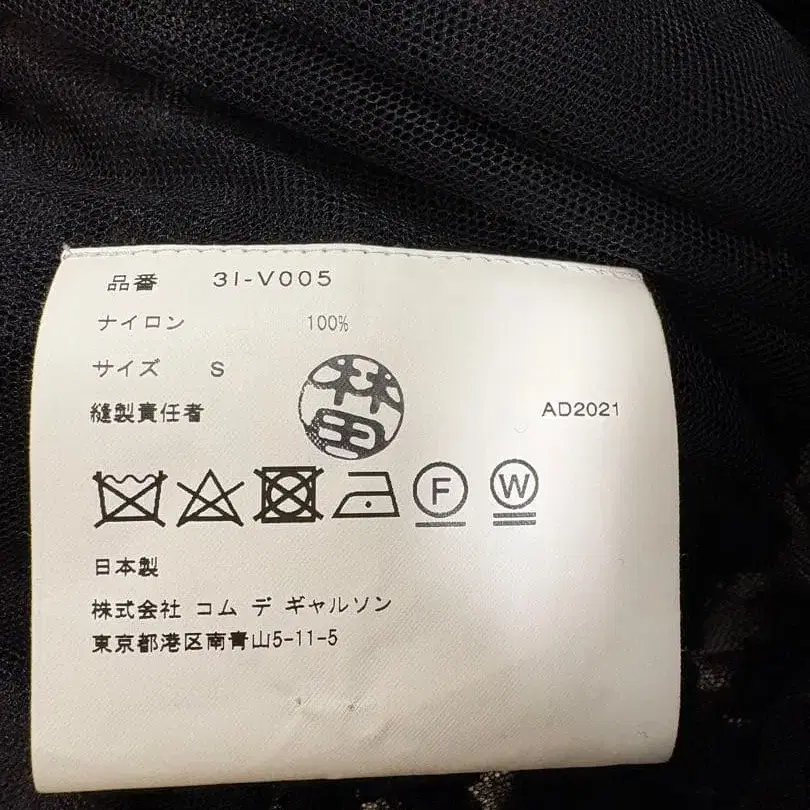 品番 3I-V005
ナイロン 100%
サイズ S
縫製責任者
AD2021
F W
日本製
株式会社 コム デ ギャルソン
東京都港区南青山5-11-5